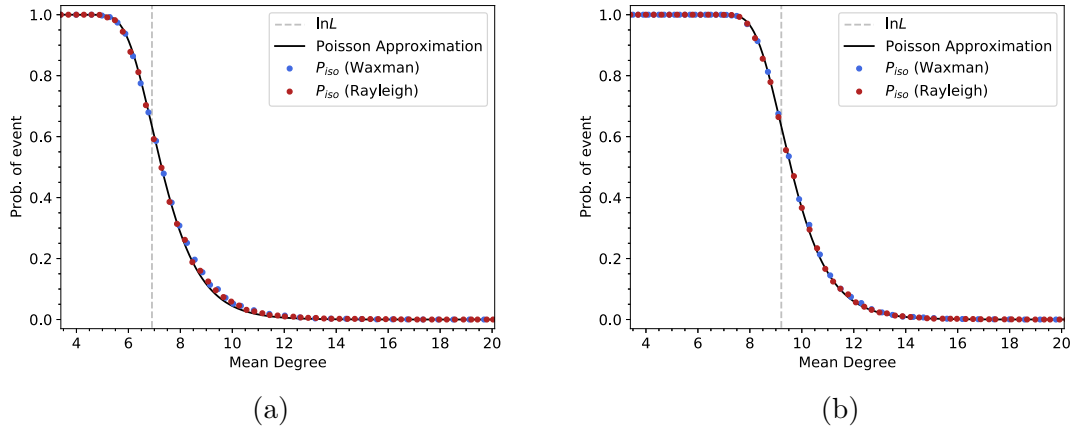 1.0
0.8
0.6
0.4
0.2
0.0
Prob. of event
4 6 8 10 12 14 16 18 20
Mean Degree
lnL
Poisson Approximation
P_iso (Waxman)
P_iso (Rayleigh)
(a)
1.0
0.8
0.6
0.4
0.2
0.0
Prob. of event
4 6 8 10 12 14 16 18 20
Mean Degree
lnL
Poisson Approximation
P_iso (Waxman)
P_iso (Rayleigh)
(b)